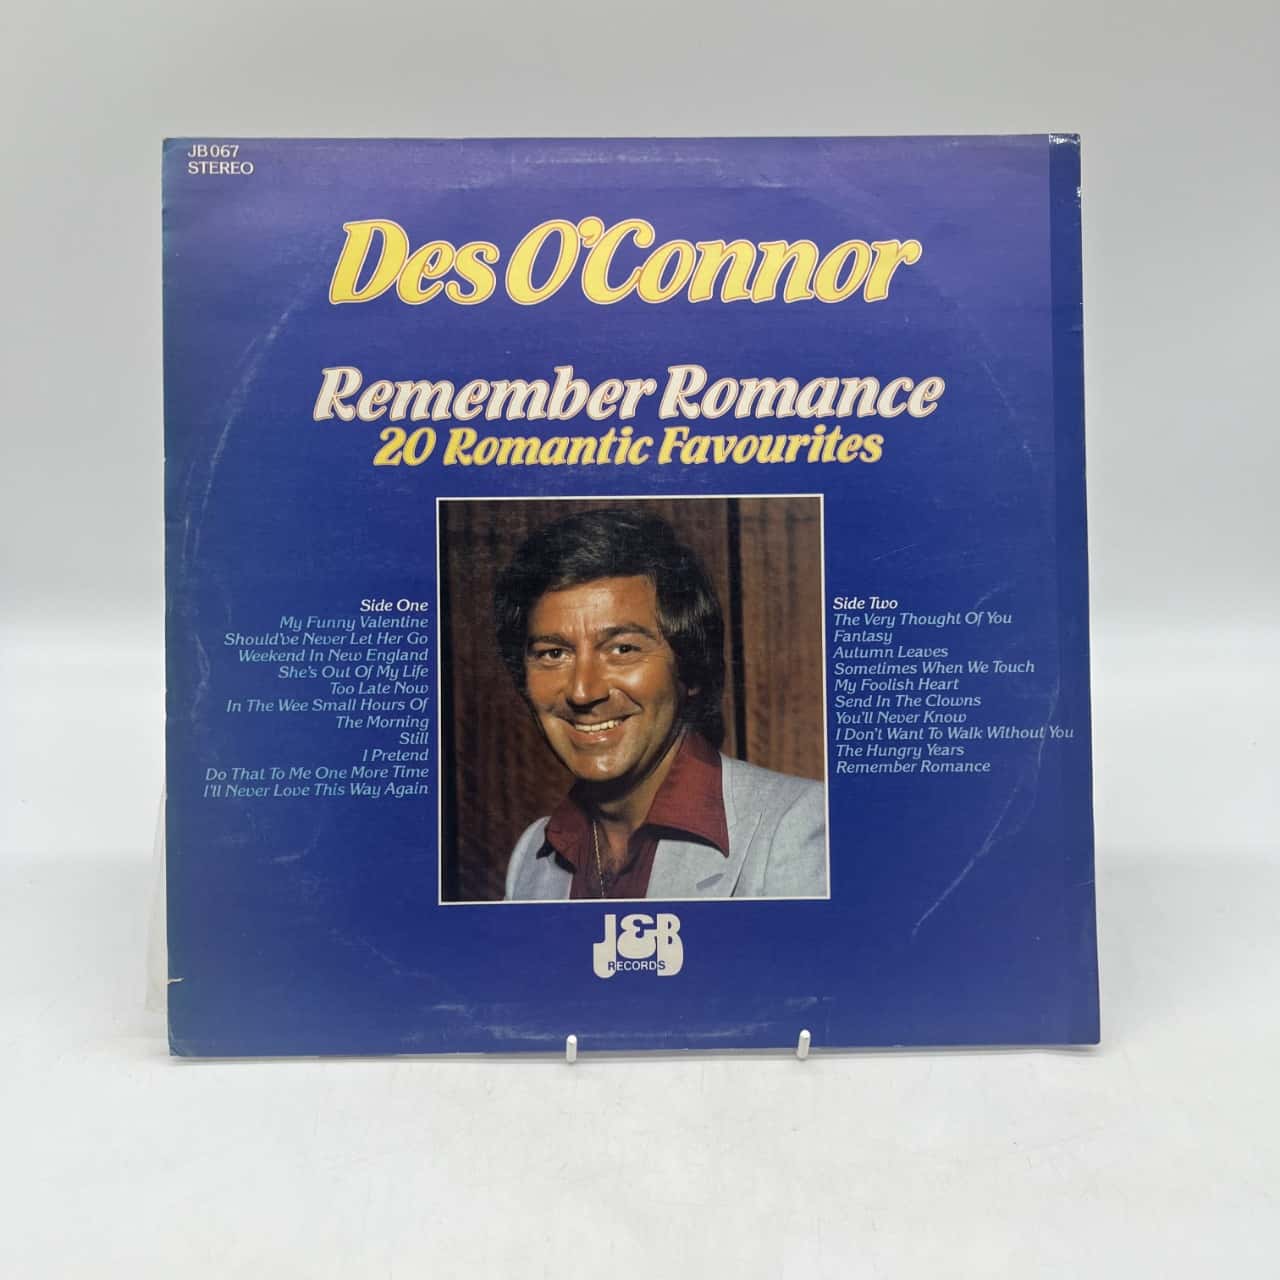 JB 067
STEREO
Des O'Connor
Remember Romance
20 Romantic Favourites
Side One
My Funny Valentine
Should've Never Let Her Go
Weekend In New England
She's Out Of My Life
Too Late Now
In The Wee Small Hours Of
The Morning
Still
I Pretend
Do That To Me One More Time
I'll Never Love This Way Again
Side Two
The Very Thought Of You
Fantasy
Autumn Leaves
Sometimes When We Touch
My Foolish Heart
Send In The Clowns
You'll Never Know
I Don't Want To Walk Without You
The Hungry Years
Remember Romance
J&B
RECORDS